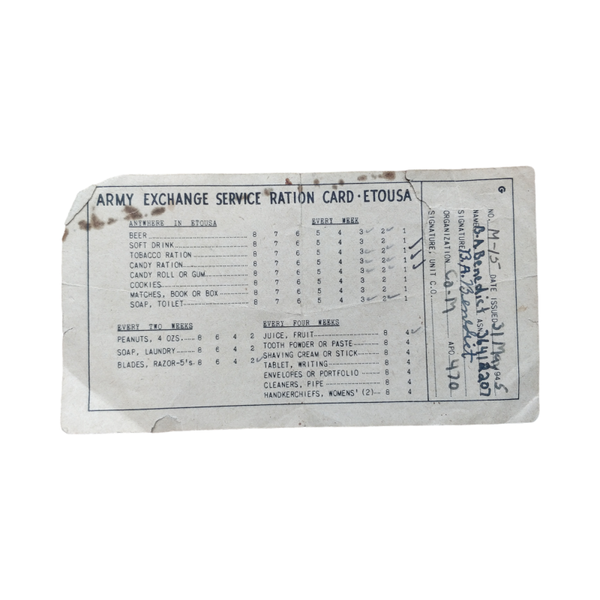 ARMY EXCHANGE SERVICE RATION CARD·ETOUSA
ANYWHERE IN ETOUSA EVERY WEEK
BEER 8 7 6 5 4 3 2 1
SOFT DRINK 8 7 6 5 4 3 2 1
TOBACCO RATION 8 7 6 5 4 3 2 1
CANDY RATION 8 7 6 5 4 3 2 1
CANDY ROLL OR GUM 8 7 6 5 4 3 2 1
COOKIES 8 7 6 5 4 3 2 1
MATCHES, BOOK OR BOX 8 7 6 5 4 3 2 1
SOAP, TOILET 8 7 6 5 4 3 2 1
EVERY TWO WEEKS
PEANUTS, 4 OZS. 8 6 4 2
SOAP, LAUNDRY 8 6 4 2
BLADES, RAZOR-5's 8 6 4 2
EVERY FOUR WEEKS
JUICE, FRUIT 8 4
TOOTH POWDER OR PASTE 8 4
SHAVING CREAM OR STICK 8 4
TABLET, WRITING 8 4
ENVELOPES OR PORTFOLIO 8 4
CLEANERS, PIPE 8 4
HANDKERCHIEFS, WOMENS' (2) 8 4
G
NO. M-15 DATE ISSUED 31 May 945
NAME B.A Benedict ASN 36418207
SIGNATURE B.A. Benedict
ORGANIZATION Co-M APO 470
SIGNATURE, UNIT C.O.